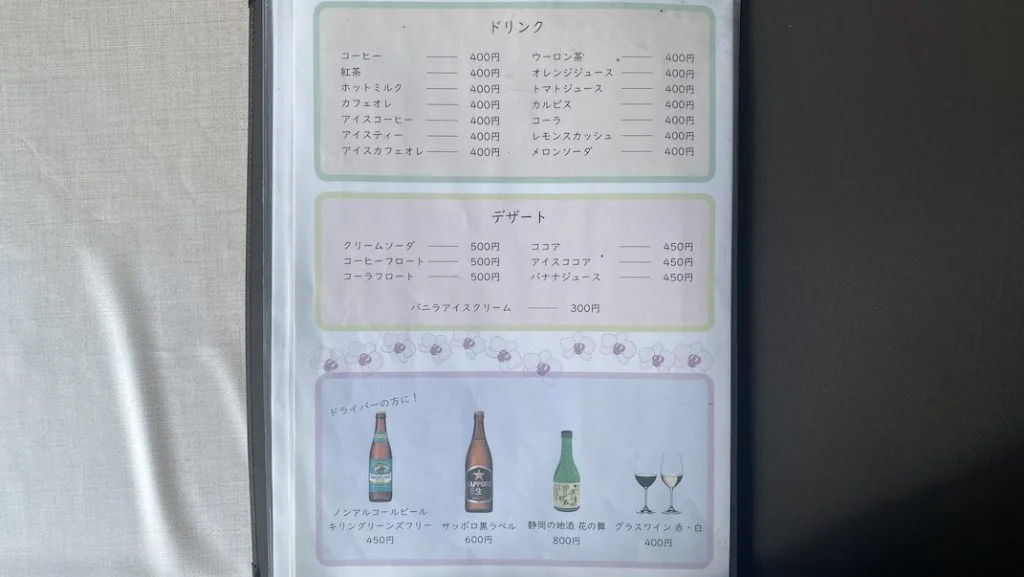 ドリンク
コーヒー 400円 ウーロン茶 400円
紅茶 400円 オレンジジュース 400円
ホットミルク 400円 トマトジュース 400円
カフェオレ 400円 カルピス 400円
アイスコーヒー 400円 コーラ 400円
アイスティー 400円 レモンスカッシュ 400円
アイスカフェオレ 400円 メロンソーダ 400円
デザート
クリームソーダ 500円 ココア 450円
コーヒーフロート 500円 アイスココア 450円
コーラフロート 500円 バナナジュース 450円
バニラアイスクリーム 300円
ドライバーの方に！
SAPPORO
生
ノンアルコールビール
キリングリーンズフリー サッポロ黒ラベル 静岡の地酒 花の舞 グラスワイン 赤・白
450円 600円 800円 400円